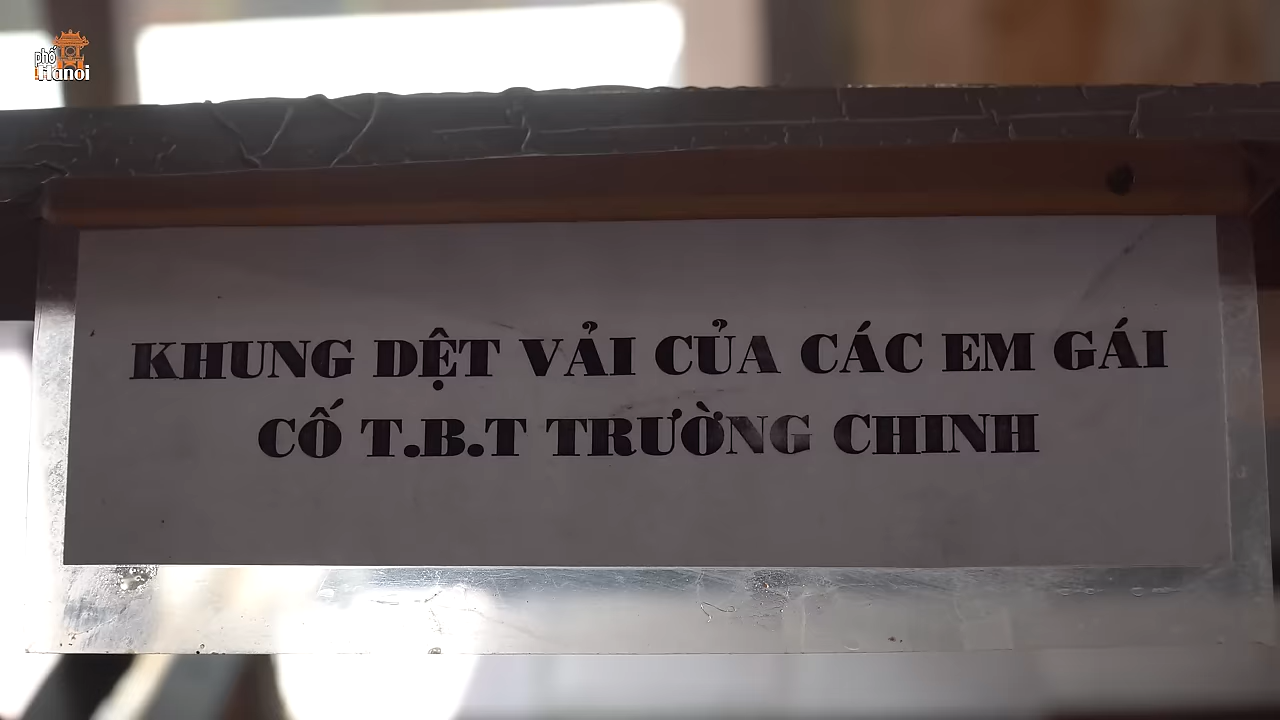 phố
Hanoi
KHUNG DỆT VẢI CỦA CÁC EM GÁI
CỐ T.B.T TRƯỜNG CHINH